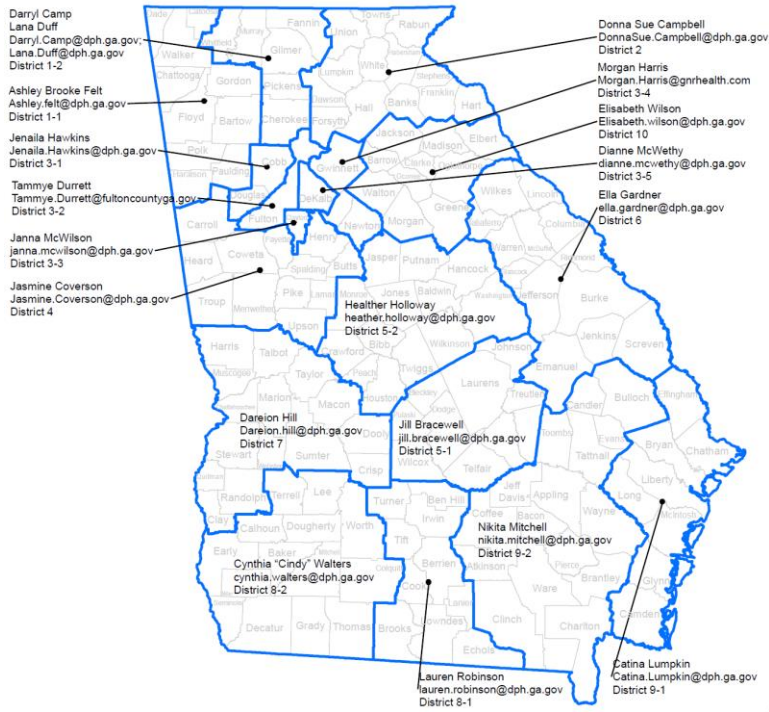 Darryl Camp
Lana Duff
Darryl.Camp@dph.ga.gov;
Lana.Duff@dph.ga.gov
District 1-2
Ashley Brooke Felt
Ashley.felt@dph.ga.gov
District 1-1
Jenaila Hawkins
Jenaila.Hawkins@dph.ga.gov
District 3-1
Tammye Durrett
Tammye.Durrett@fultoncountyga.gov
District 3-2
Janna McWilson
janna.mcwilson@dph.ga.gov
District 3-3
Jasmine Coverson
Jasmine.Coverson@dph.ga.gov
District 4
Donna Sue Campbell
DonnaSue.Campbell@dph.ga.gov
District 2
Morgan Harris
Morgan.Harris@gnrhealth.com
District 3-4
Elisabeth Wilson
Elisabeth.wilson@dph.ga.gov
District 10
Dianne McWethy
dianne.mcwethy@dph.ga.gov
District 3-5
Ella Gardner
ella.gardner@dph.ga.gov
District 6
Healther Holloway
heather.holloway@dph.ga.gov
District 5-2
Dareion Hill
Dareion.hill@dph.ga.gov
District 7
Jill Bracewell
jill.bracewell@dph.ga.gov
District 5-1
Nikita Mitchell
nikita.mitchell@dph.ga.gov
District 9-2
Cynthia "Cindy" Walters
cynthia.walters@dph.ga.gov
District 8-2
Lauren Robinson
lauren.robinson@dph.ga.gov
District 8-1
Catina Lumpkin
Catina.Lumpkin@dph.ga.gov
District 9-1
Dade
Walker
Murray
Fannin
Towns
Union
Rabun
Gilmer
Chattooga
Gordon
Pickens
Lumpkin
White
Stephens
Dawson
Floyd
Bartow
Cherokee
Forsyth
Hall
Banks
Franklin
Hart
Polk
Paulding
Cobb
Gwinnett
Jackson
Madison
Elbert
Barrow
Clarke
Haralson
Douglas
DeKalb
Walton
Wilkes
Lincoln
Carroll
Fulton
Newton
Morgan
Greene
Columbia
Henry
Warren
Heard
Coweta
Spalding
Butts
Jasper
Putnam
Hancock
Jefferson
Burke
Troup
Meriwether
Pike
Lamar
Monroe
Jones
Baldwin
Washington
Upson
Bibb
Wilkinson
Jenkins
Screven
Harris
Talbot
Crawford
Twiggs
Johnson
Emanuel
Taylor
Peach
Houston
Laurens
Treutlen
Candler
Bulloch
Effingham
Marion
Macon
Dodge
Toombs
Evans
Bryan
Chatham
Stewart
Sumter
Dooly
Wilcox
Telfair
Tattnall
Liberty
Crisp
Randolph
Terrell
Lee
Turner
Ben Hill
Jeff
Davis
Appling
Long
McIntosh
Wayne
Clay
Calhoun
Dougherty
Worth
Irwin
Coffee
Bacon
Tift
Early
Baker
Berrien
Atkinson
Pierce
Brantley
Glynn
Cook
Lanier
Ware
Camden
Decatur
Grady
Thomas
Brooks
Lowndes
Clinch
Charlton
Echols